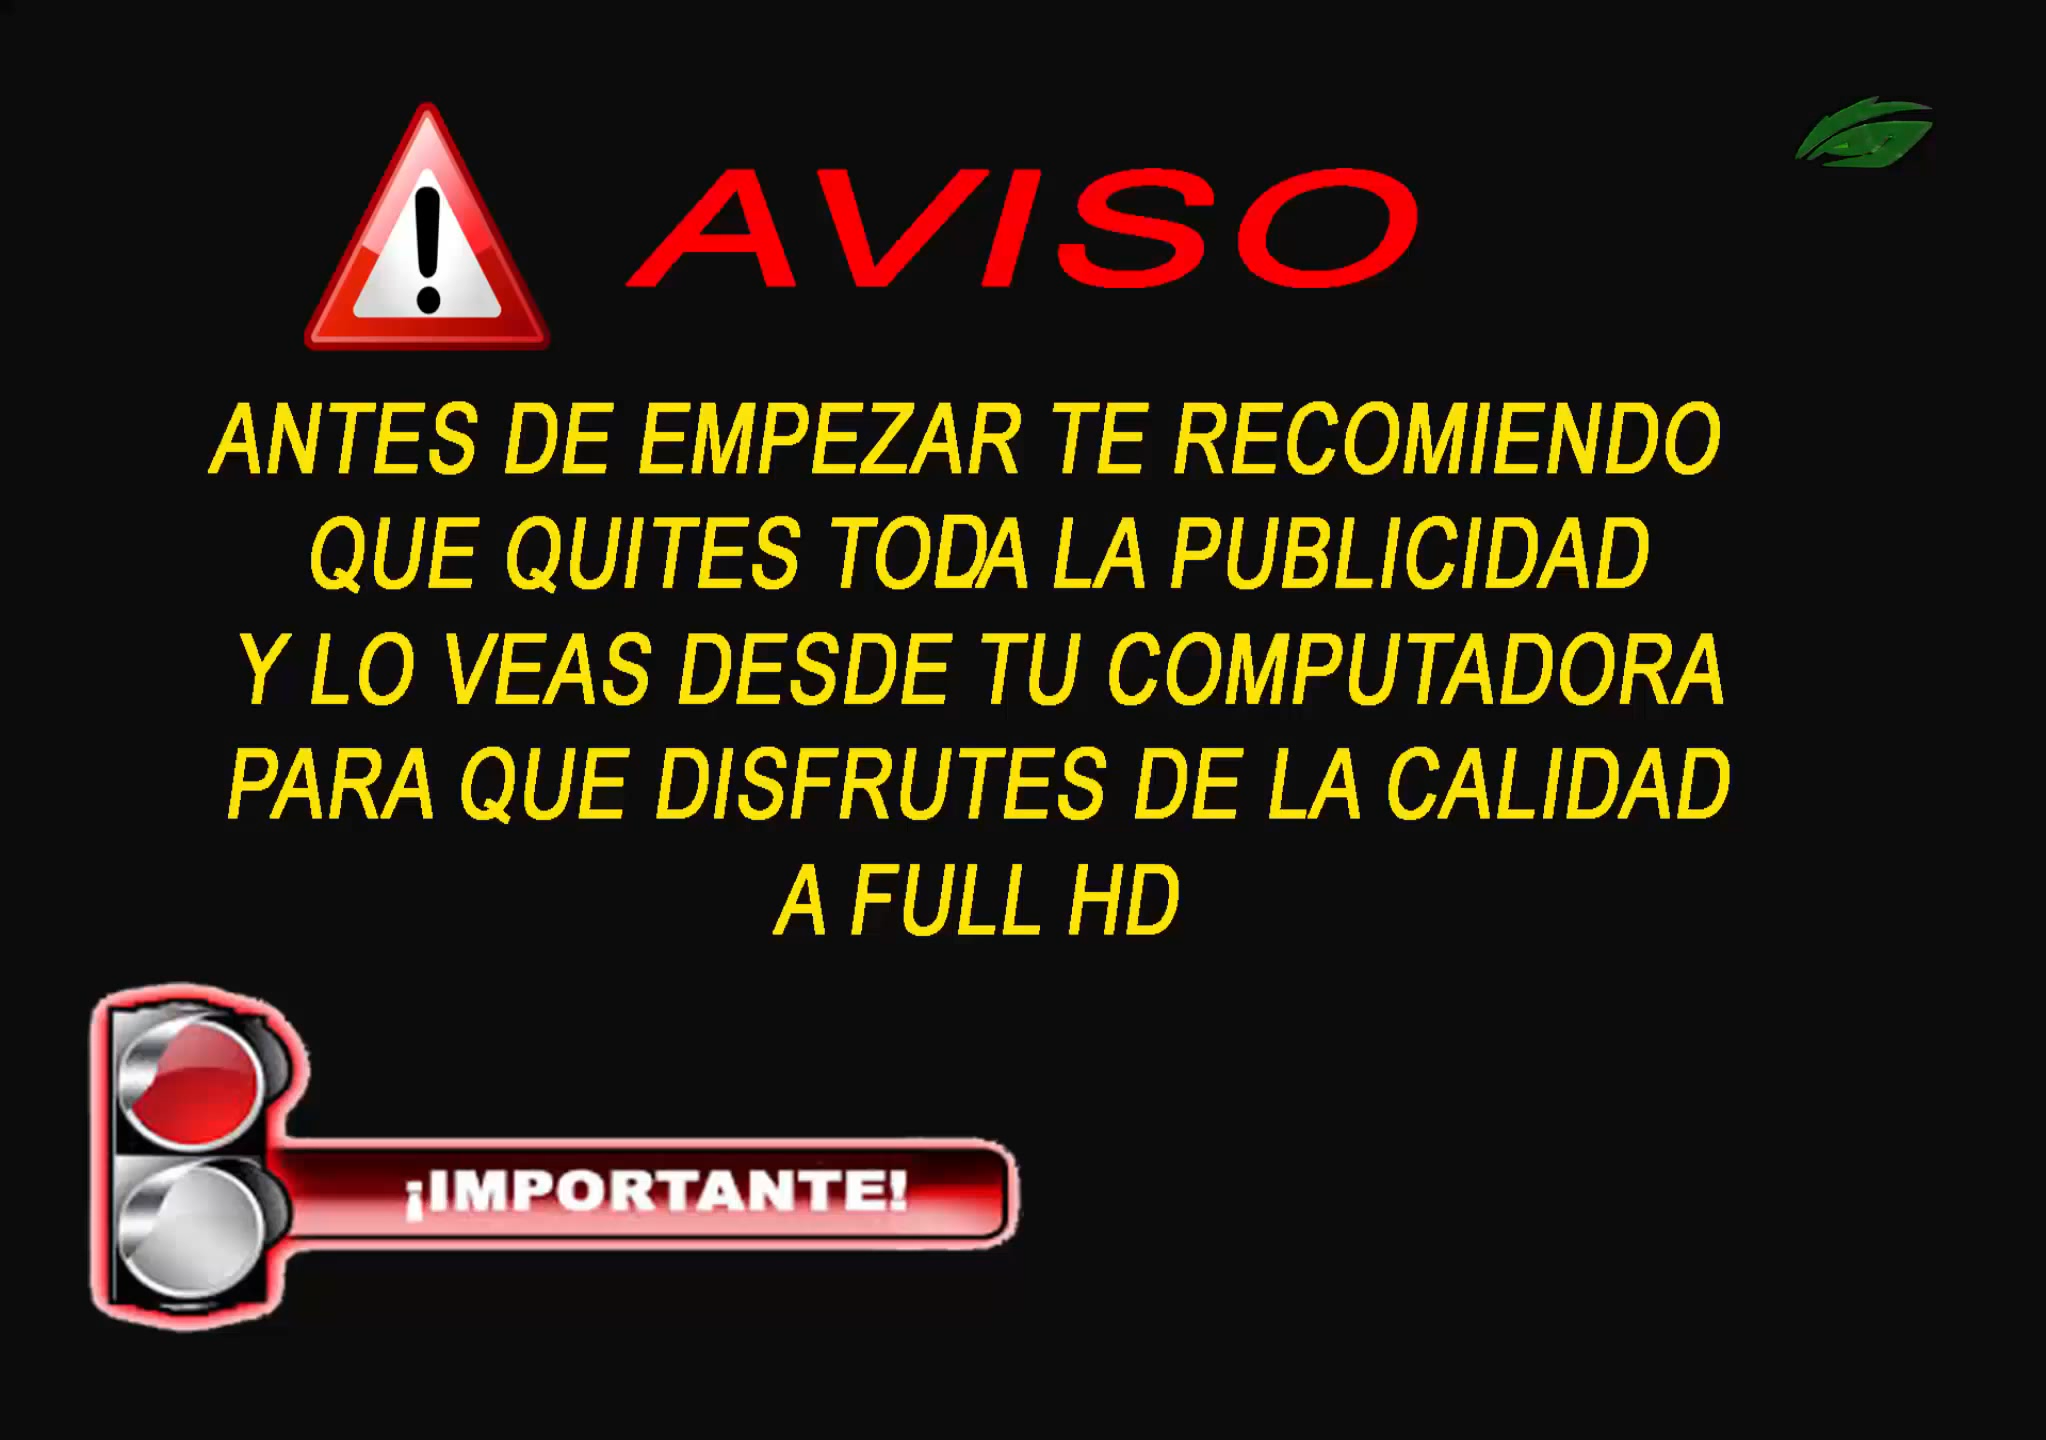 AVISO
ANTES DE EMPEZAR TE RECOMIENDO
QUE QUITES TODA LA PUBLICIDAD
Y LO VEAS DESDE TU COMPUTADORA
PARA QUE DISFRUTES DE LA CALIDAD
A FULL HD
¡IMPORTANTE!